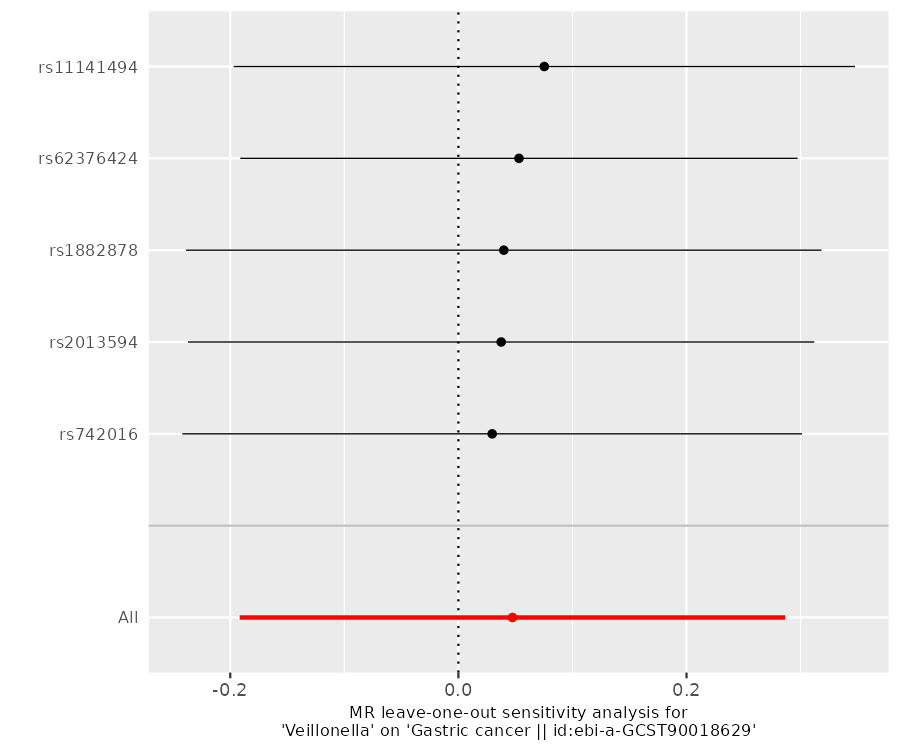 rs11141494
rs62376424
rs1882878
rs2013594
rs742016
All
-0.2 0.0 0.2
MR leave-one-out sensitivity analysis for
'Veillonella' on 'Gastric cancer || id:ebi-a-GCST90018629'